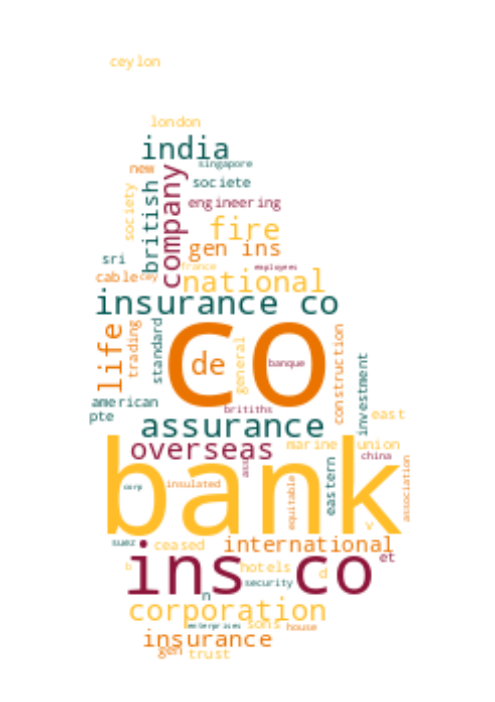 ceylon
london
india
singapore
new
societe
society
british
company
engineering
fire
gen ins
sri
france
employees
cable
cey
national
insurance co
life
trading
standard
co
de
general
banque
construction
investment
american
pte
britiths
east
assurance
overseas
marine
union
china
ass
bank
corp
insulated
equitable
eastern
association
v
suez
ceased
international
et
ins co
b
hotels
d
security
n
corporation
enterprises
sons
house
insurance
gen
trust